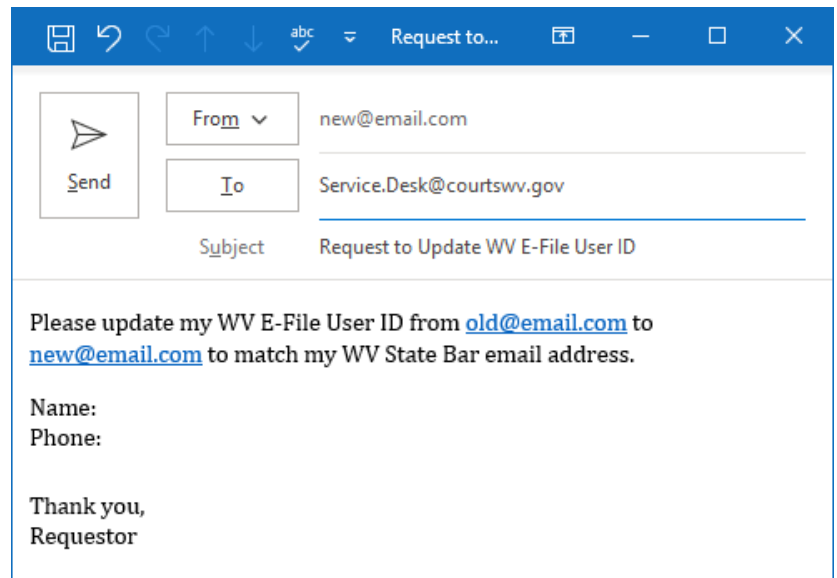 abc
Request to...
From
new@email.com
Send
To
Service.Desk@courtswv.gov
Subject
Request to Update WV E-File User ID
Please update my WV E-File User ID from old@email.com to
new@email.com to match my WV State Bar email address.
Name:
Phone:
Thank you,
Requestor